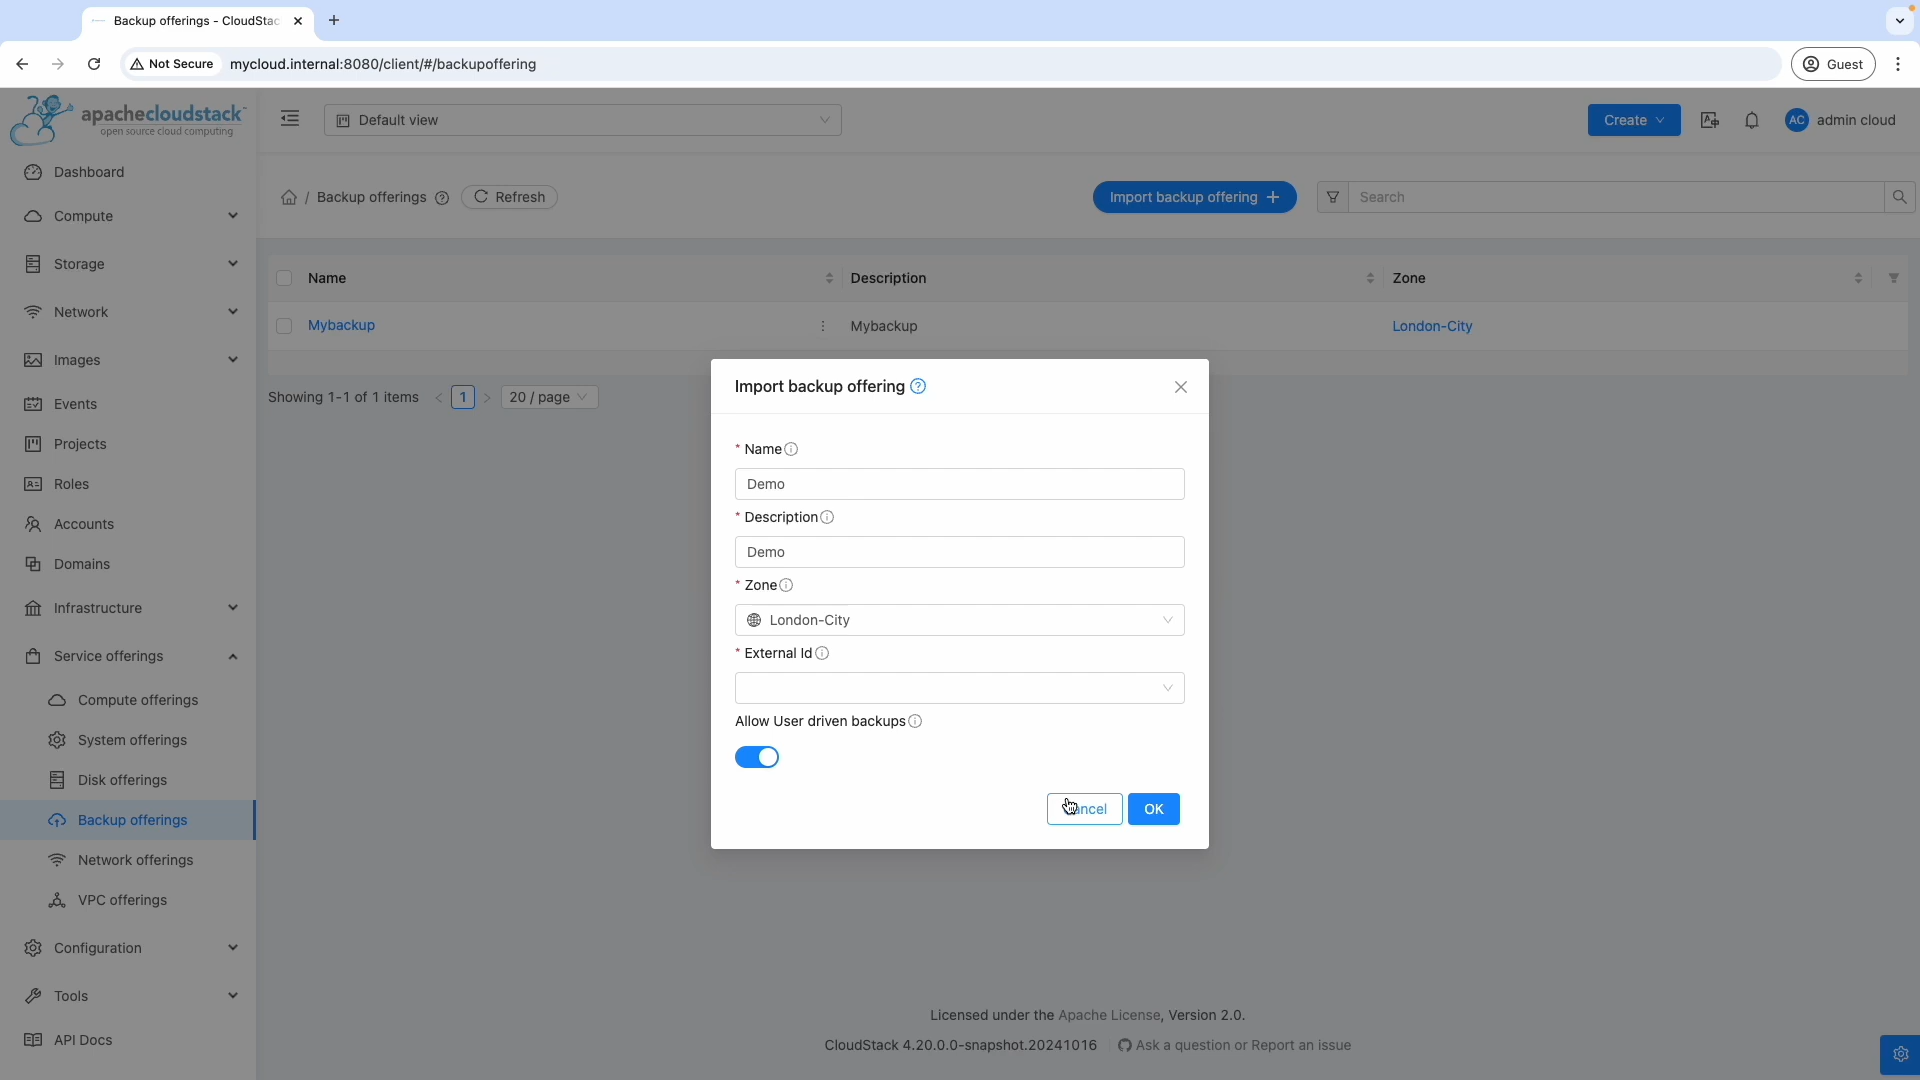 Backup offerings - CloudStac
Not Secure
mycloud.internal:8080/client/#/backupoffering
Guest
apachecloudstack™
open source cloud computing
Default view
Create
AC admin cloud
Dashboard
Compute
Storage
Network
Images
Events
Projects
Roles
Accounts
Domains
Infrastructure
Service offerings
Compute offerings
System offerings
Disk offerings
Backup offerings
Network offerings
VPC offerings
Configuration
Tools
API Docs
/ Backup offerings
Refresh
Import backup offering +
Search
Name Description Zone
Mybackup Mybackup London-City
Showing 1-1 of 1 items < 1 > 20 / page
Import backup offering
* Name
Demo
* Description
Demo
* Zone
London-City
* External Id
Allow User driven backups
Cancel OK
Licensed under the Apache License, Version 2.0.
CloudStack 4.20.0.0-snapshot.20241016 Ask a question or Report an issue